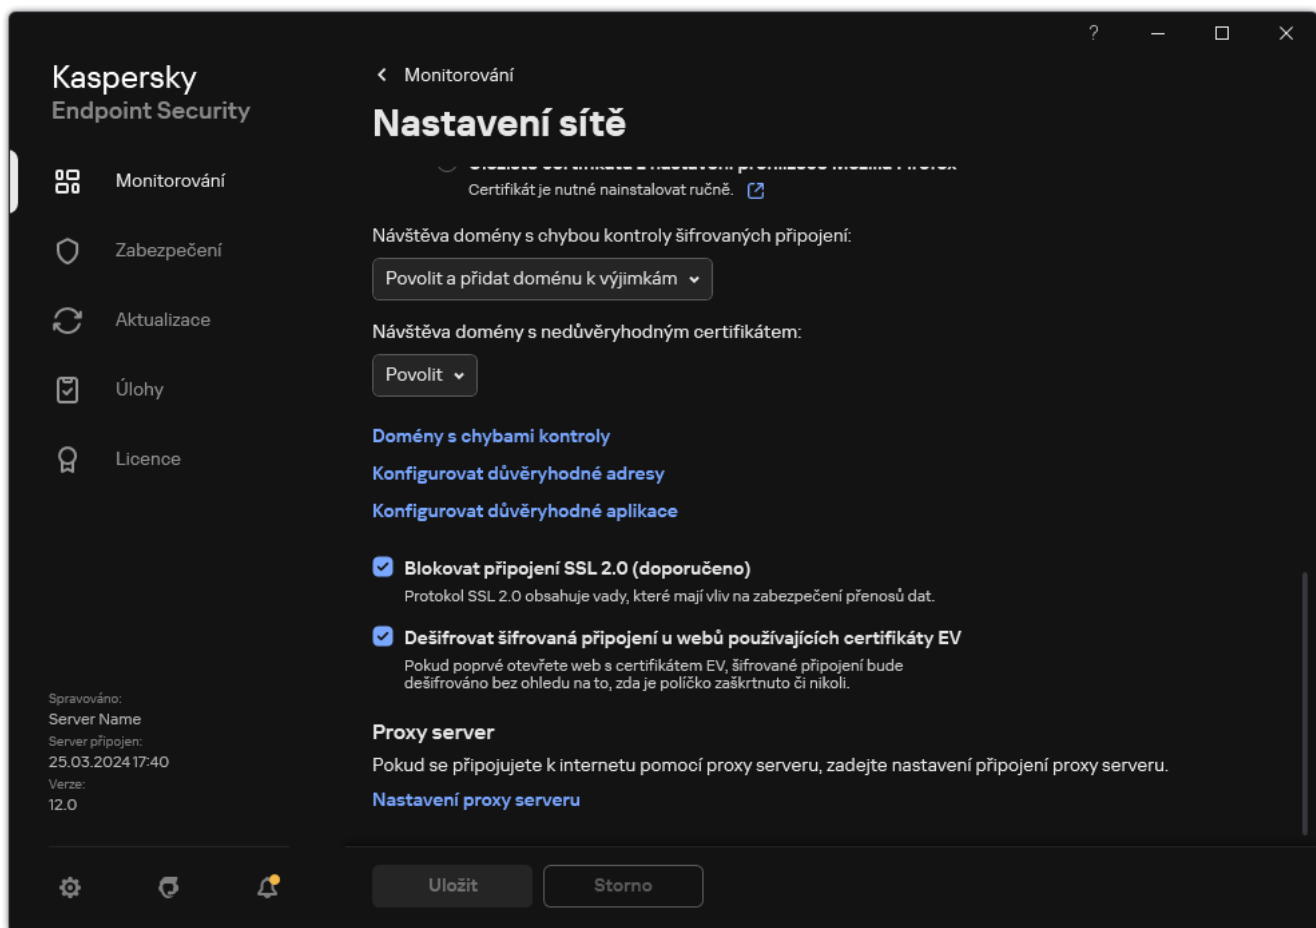 ?
Kaspersky
Endpoint Security
Monitorování
Zabezpečení
Aktualizace
Úlohy
Licence
Spravováno:
Server Name
Server připojen:
25.03.2024 17:40
Verze:
12.0
Monitorování
Nastavení sítě
Certifikát je nutné nainstalovat ručně.
Návštěva domény s chybou kontroly šifrovaných připojení:
Povolit a přidat doménu k výjimkám
Návštěva domény s nedůvěryhodným certifikátem:
Povolit
Domény s chybami kontroly
Konfigurovat důvěryhodné adresy
Konfigurovat důvěryhodné aplikace
Blokovat připojení SSL 2.0 (doporučeno)
Protokol SSL 2.0 obsahuje vady, které mají vliv na zabezpečení přenosů dat.
Dešifrovat šifrovaná připojení u webů používajících certifikáty EV
Pokud poprvé otevřete web s certifikátem EV, šifrované připojení bude
dešifrováno bez ohledu na to, zda je políčko zaškrtnuto či nikoli.
Proxy server
Pokud se připojujete k internetu pomocí proxy serveru, zadejte nastavení připojení proxy serveru.
Nastavení proxy serveru
Uložit
Storno